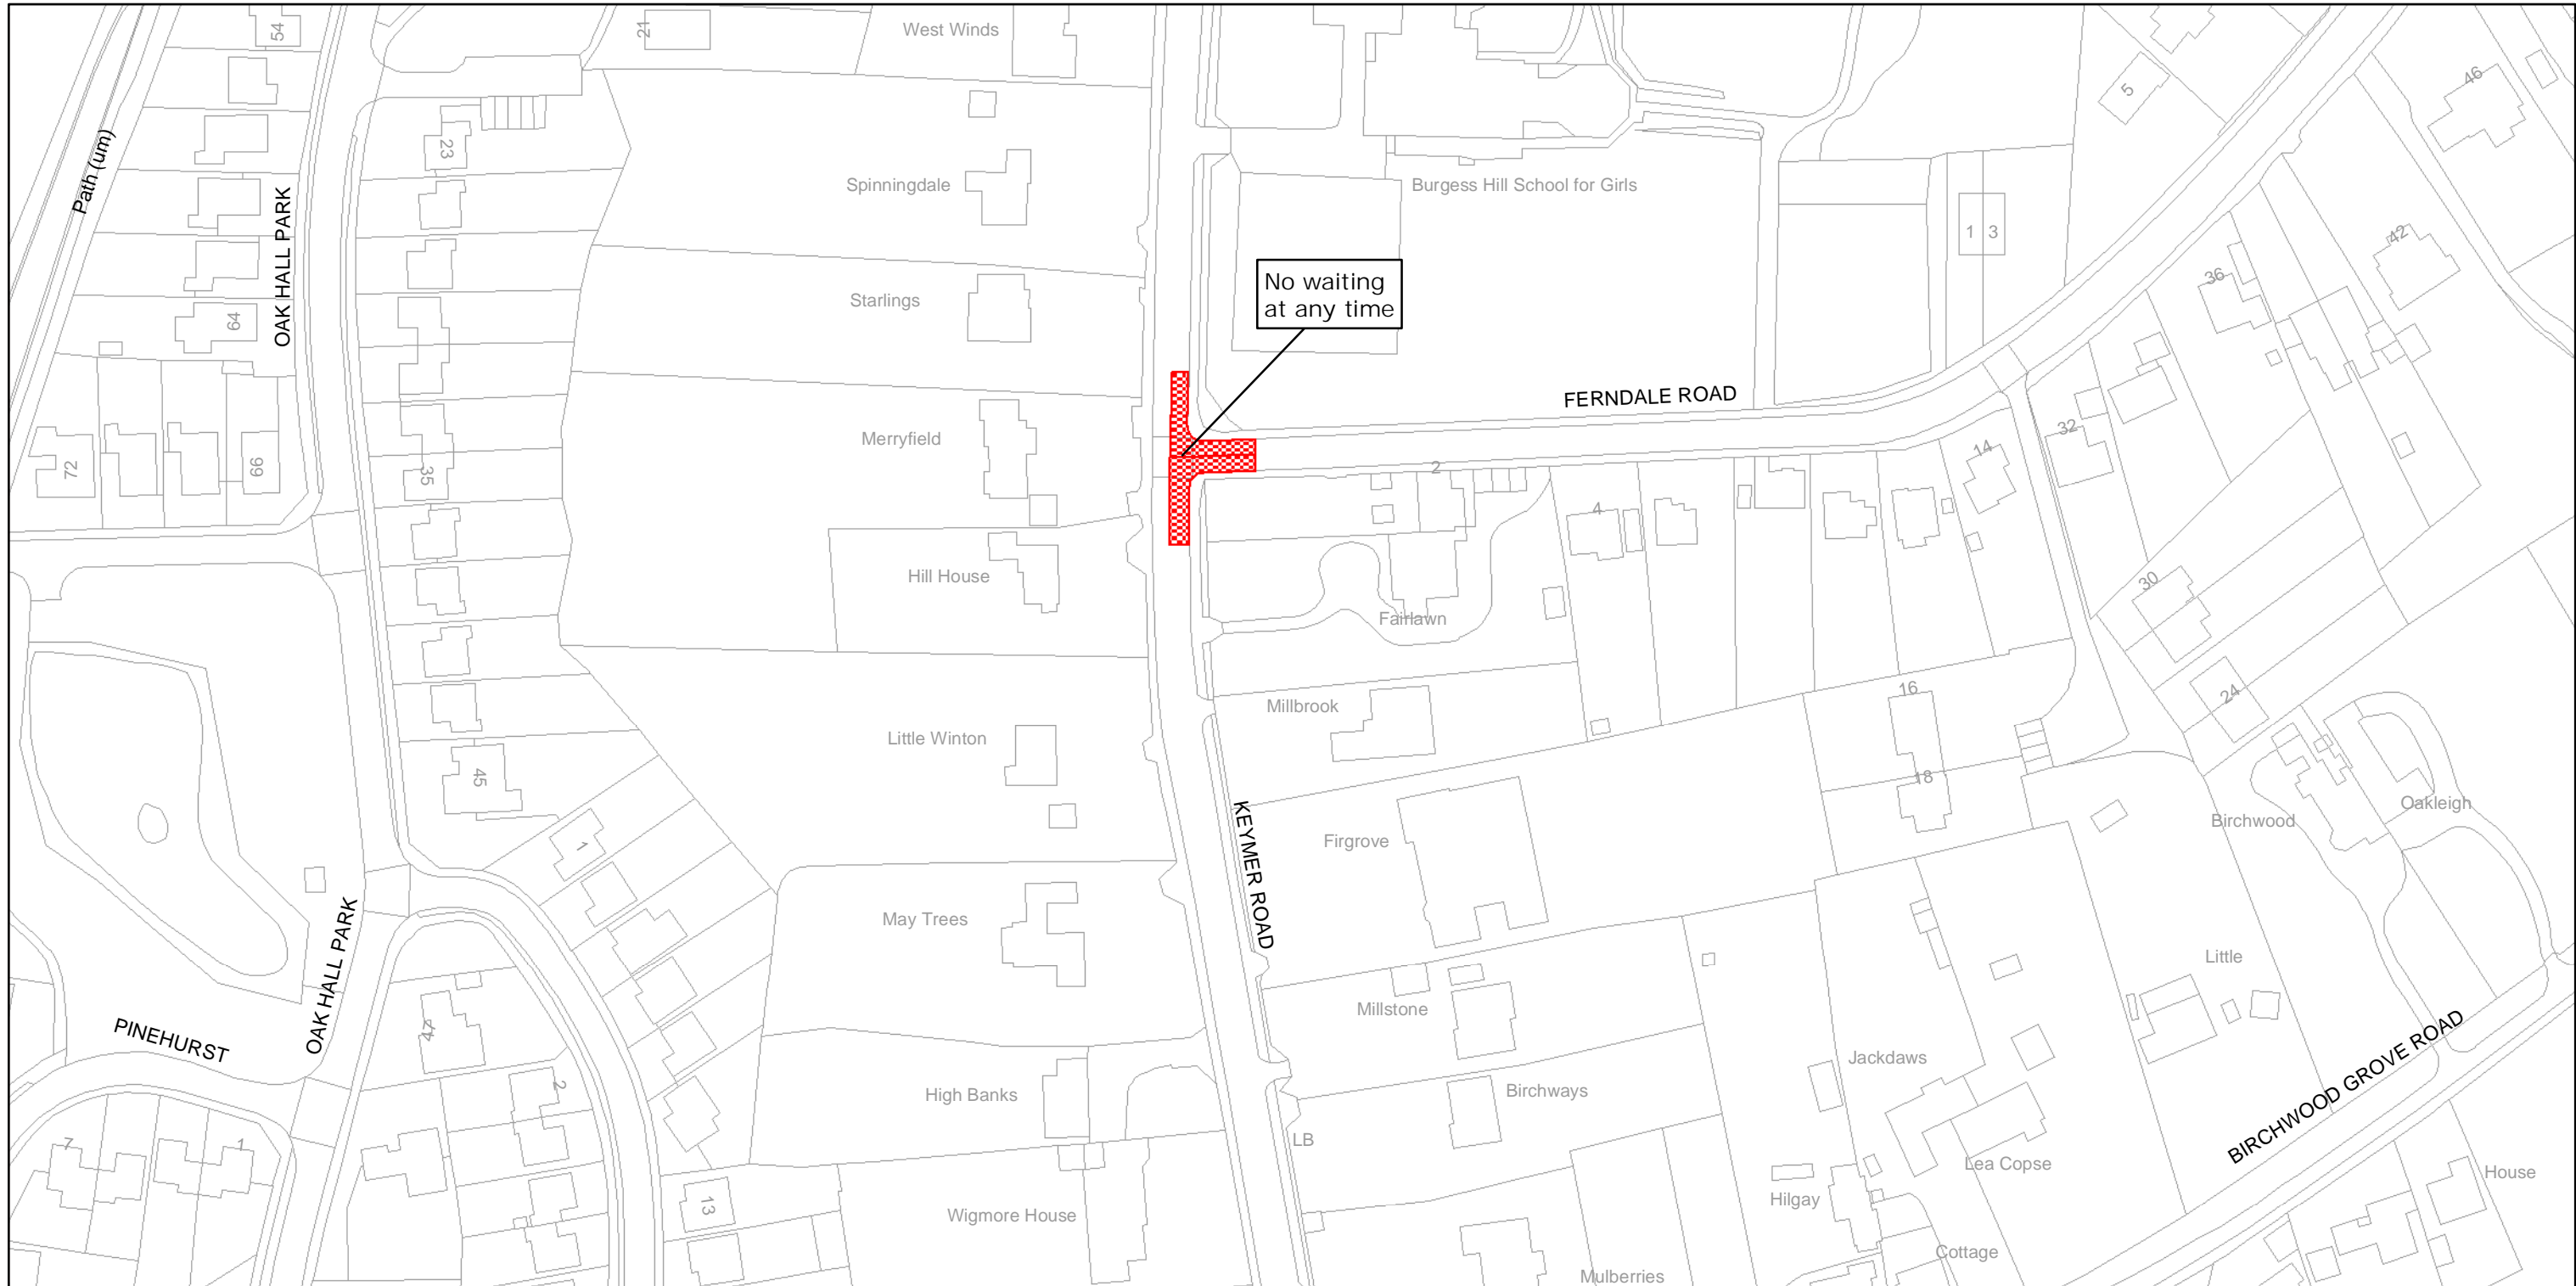 54
21
West Winds
46
5
Path (um)
23
OAK HALL PARK
Spinningdale
Burgess Hill School for Girls
1
3
42
36
No waiting
at any time
Starlings
64
FERNDALE ROAD
Merryfield
72
66
35
2
14
32
4
Hill House
Fairlawn
30
16
24
Millbrook
Little Winton
45
18
Oakleigh
Birchwood
1
Firgrove
KEYMER ROAD
May Trees
OAK HALL PARK
Little
Millstone
PINEHURST
47
Jackdaws
2
High Banks
Birchways
BIRCHWOOD GROVE ROAD
7
1
LB
Lea Copse
House
13
Hilgay
Wigmore House
Cottage
Mulberries